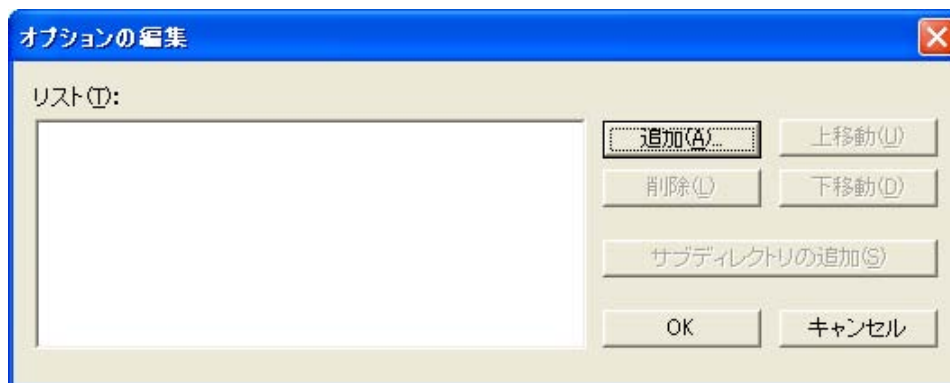 オプションの編集
リスト(T):
追加(A)... 上移動(U)
削除(L) 下移動(D)
サブディレクトリの追加(S)
OK キャンセル